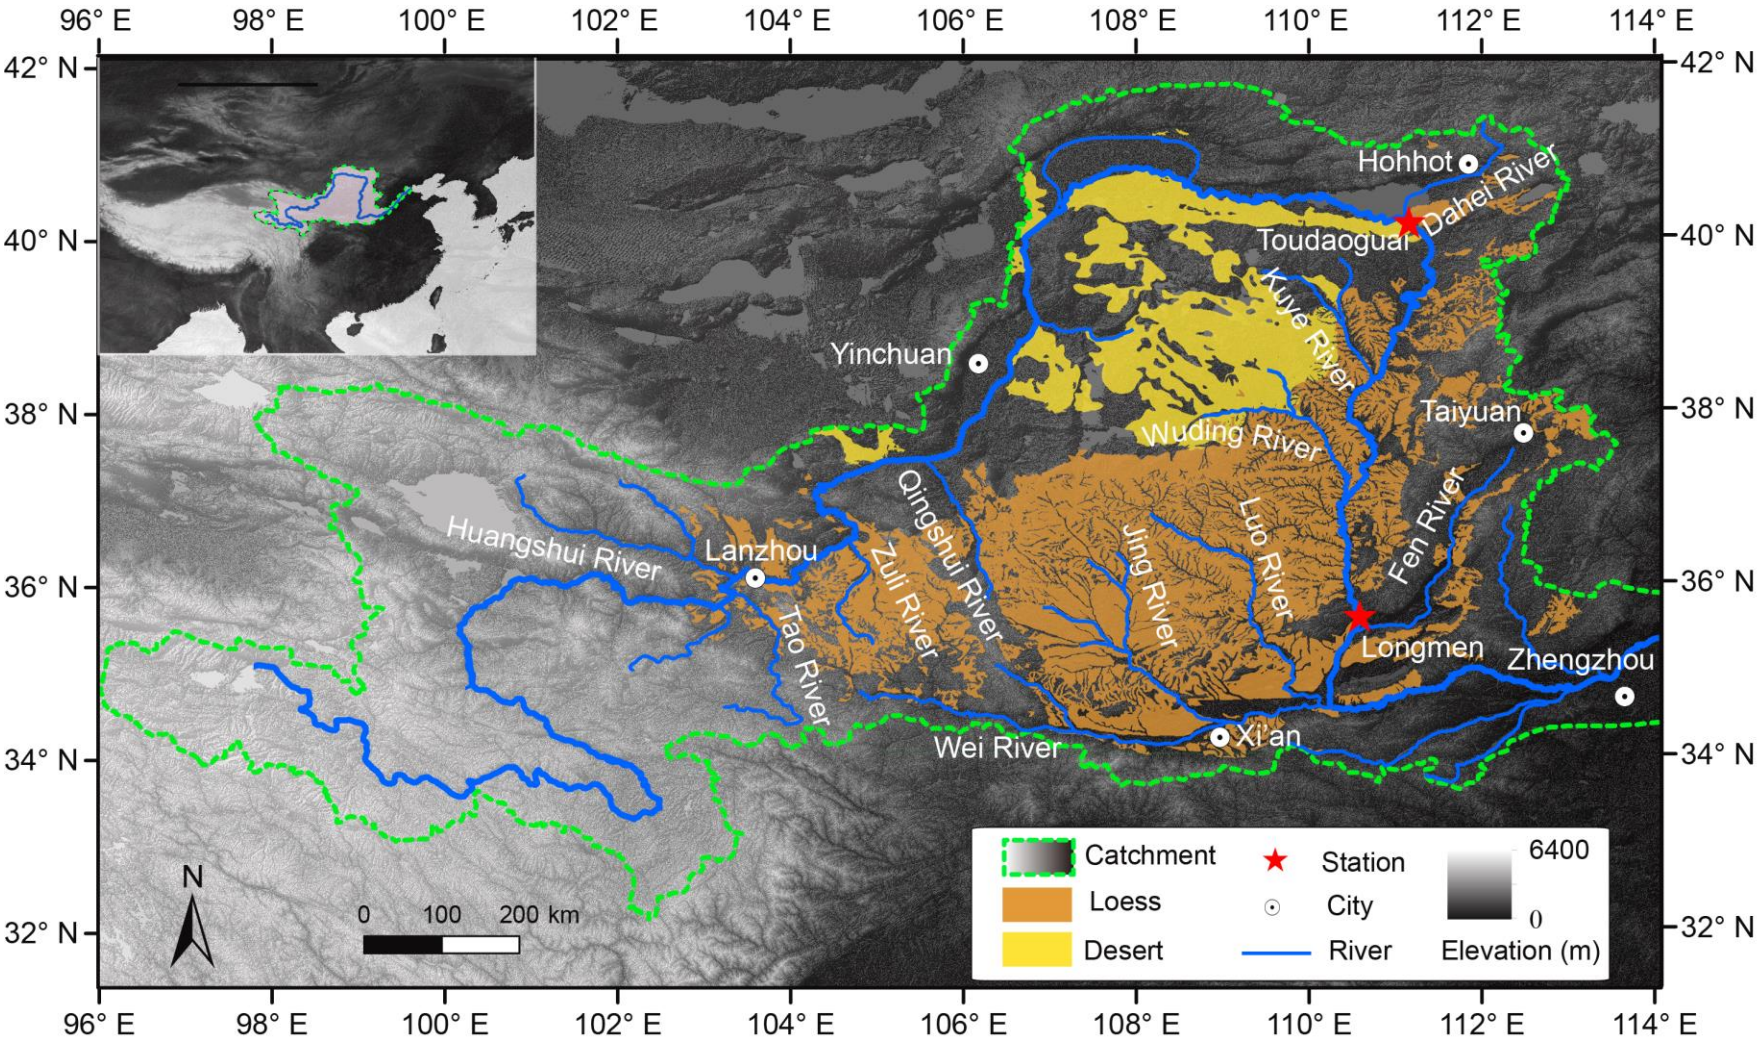 96° E 98° E 100° E 102° E 104° E 106° E 108° E 110° E 112° E 114° E
42° N 42° N
Hohhot
Dahei River
40° N 40° N
Toudaoguai
Kuye River
Yinchuan
38° N 38° N
Taiyuan
Wuding River
Qingshui River
Fen River
Luo River
Jing River
Huangshui River
Lanzhou
Zuli River
36° N 36° N
Tao River
Longmen
Zhengzhou
Wei River
Xi'an
34° N 34° N
Catchment
Station
6400
Loess
City
0
Desert
River
Elevation (m)
N
0 100 200 km
32° N 32° N
96° E 98° E 100° E 102° E 104° E 106° E 108° E 110° E 112° E 114° E